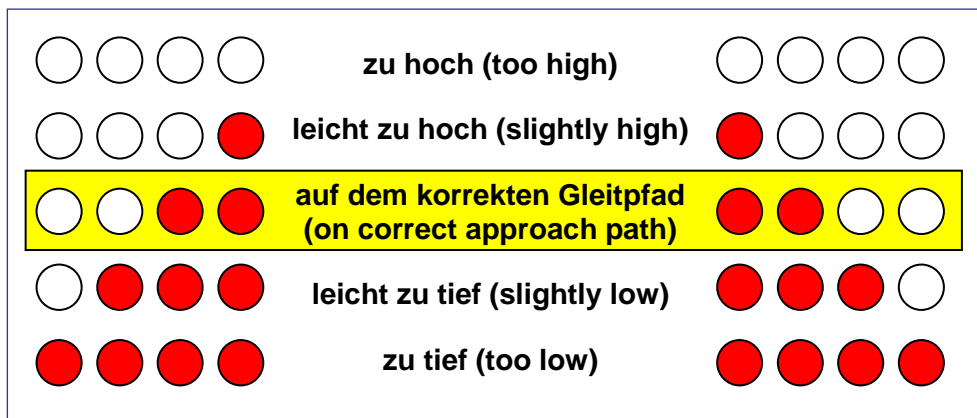 zu hoch (too high)
leicht zu hoch (slightly high)
auf dem korrekten Gleitpfad
(on correct approach path)
leicht zu tief (slightly low)
zu tief (too low)